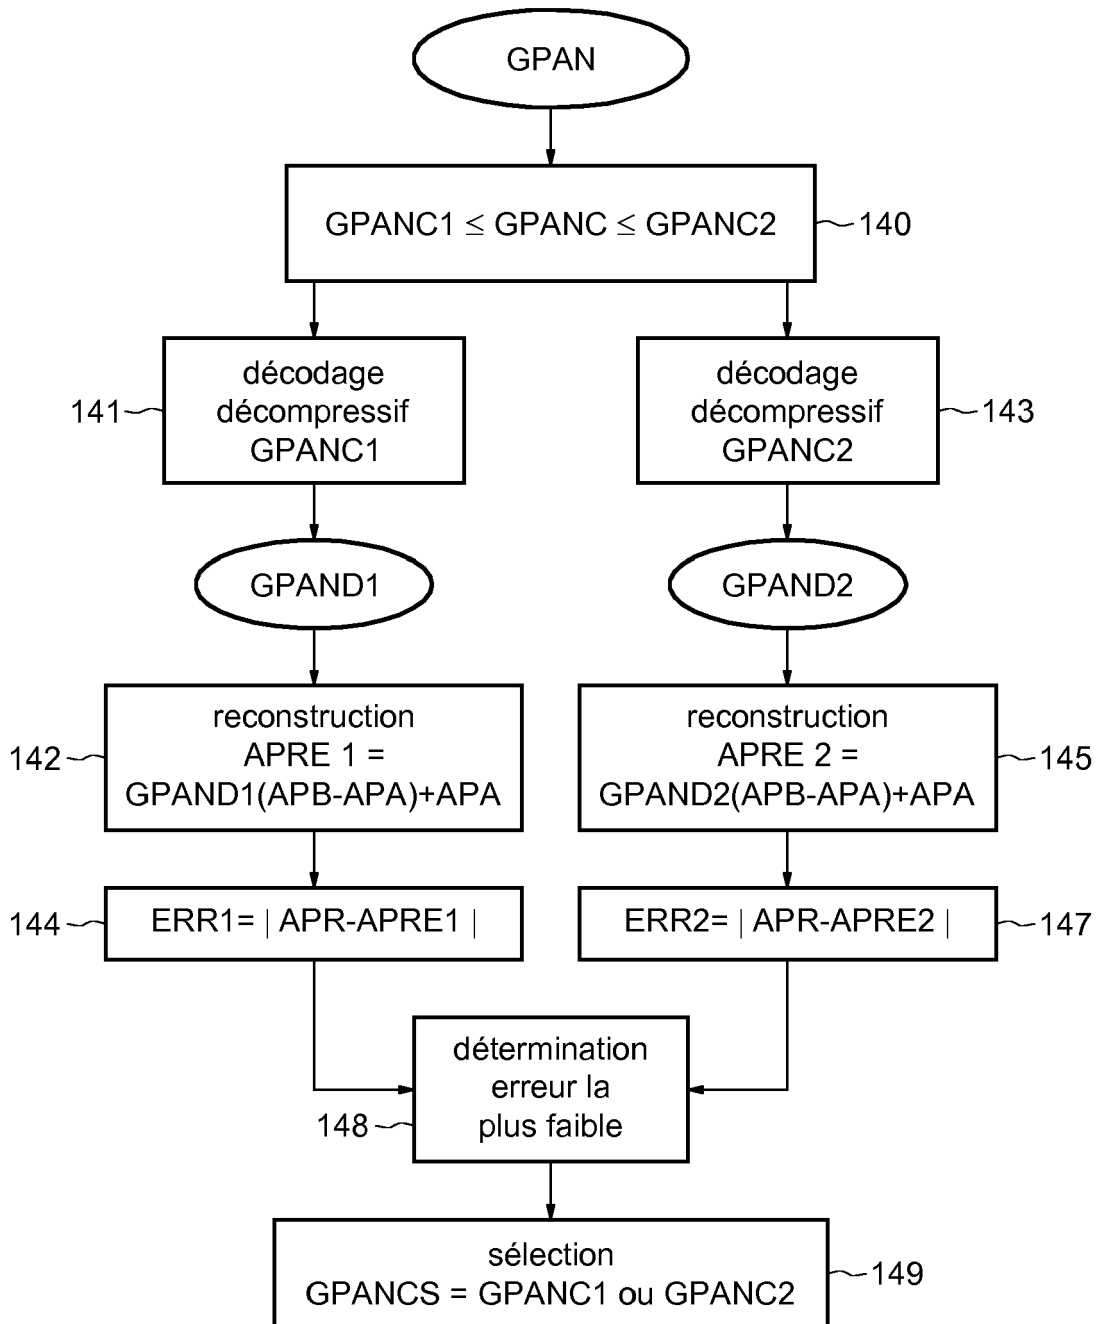 GPAN
GPANC1 ≤ GPANC ≤ GPANC2
140
décodage
décompressif
GPANC1
141
décodage
décompressif
GPANC2
143
GPAND1
GPAND2
reconstruction
APRE 1 =
GPAND1(APB-APA)+APA
142
reconstruction
APRE 2 =
GPAND2(APB-APA)+APA
145
144
ERR1= | APR-APRE1 |
ERR2= | APR-APRE2 |
147
détermination
erreur la
plus faible
148
sélection
GPANCS = GPANC1 ou GPANC2
149